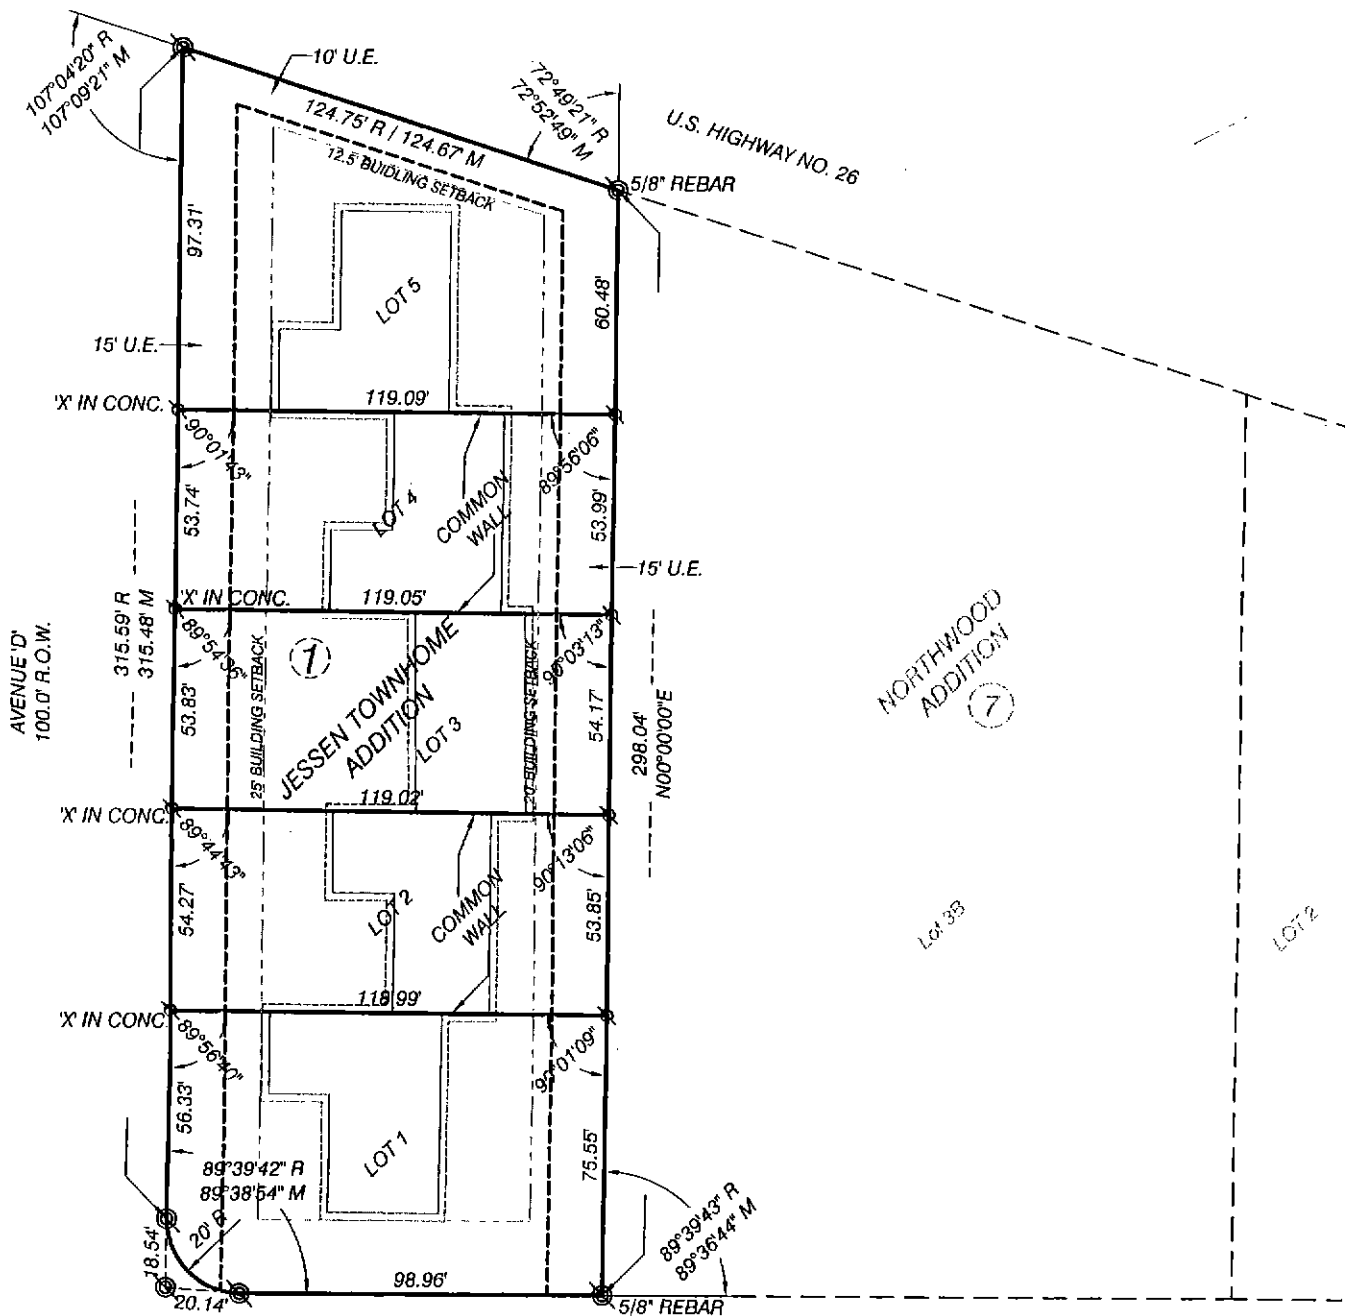 107°04'20" R
107°09'21" M
10' U.E.
124.75' R / 124.67' M
12.5' BUIDLING SETBACK
72°49'21" R
72°52'49" M
U.S. HIGHWAY NO. 26
5/8" REBAR
97.31'
60.48'
LOT 5
15' U.E.
'X' IN CONC.
119.09'
90°01'43"
89°56'06"
53.74'
LOT 4
COMMON
WALL
53.99'
15' U.E.
'X' IN CONC.
119.05'
89°54'36"
90°03'13"
AVENUE 'D'
100.0' R.O.W.
315.59' R
315.48' M
1
25' BUILDING SETBACK
JESSEN TOWNHOME
ADDITION
LOT 3
20' BUILDING SETBACK
53.83'
54.17'
298.04'
N00°00'00"E
NORTHWOOD
ADDITION
7
'X' IN CONC.
119.02'
89°44'43"
90°13'06"
54.27'
LOT 2
COMMON
WALL
53.85'
Lot 3B
LOT 2
'X' IN CONC.
118.99'
89°56'40"
90°01'09"
56.33'
LOT 1
75.55'
89°39'42" R
89°38'54" M
20' R
89°39'43" R
89°36'44" M
18.54'
20.14'
98.96'
5/8" REBAR